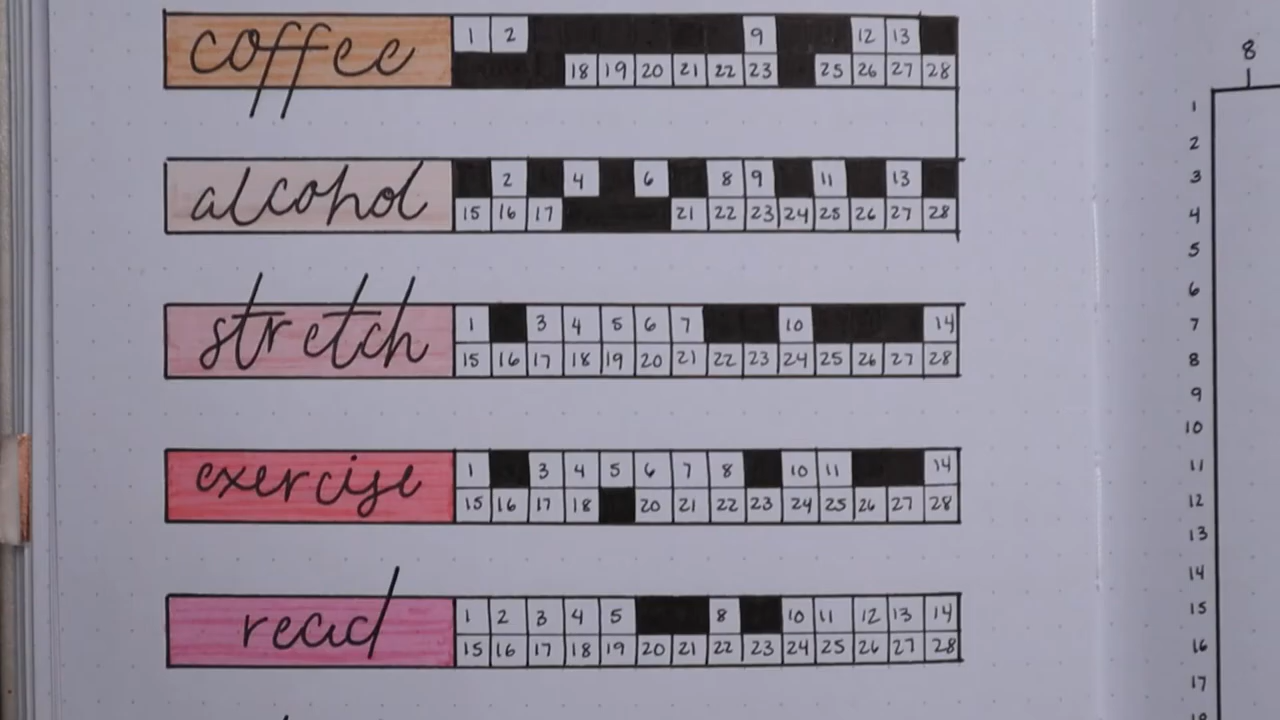 coffee
1 2 9 12 13
18 19 20 21 22 23 25 26 27 28
alcohol
2 4 6 8 9 11 13
15 16 17 21 22 23 24 25 26 27 28
stretch
1 3 4 5 6 7 10 14
15 16 17 18 19 20 21 22 23 24 25 26 27 28
exercise
1 3 4 5 6 7 8 10 11 14
15 16 17 18 20 21 22 23 24 25 26 27 28
read
1 2 3 4 5 8 10 11 12 13 14
15 16 17 18 19 20 21 22 23 24 25 26 27 28
8
1
2
3
4
5
6
7
8
9
10
11
12
13
14
15
16
17
18